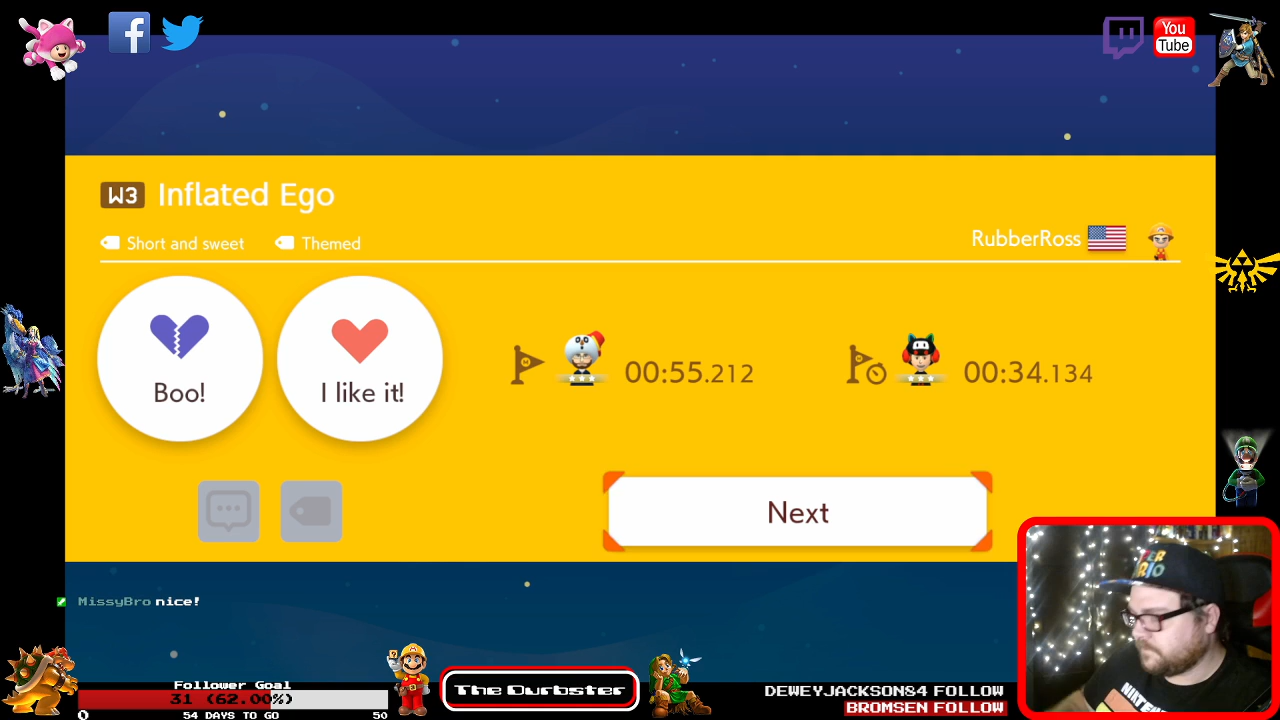 You
Tube
W3 Inflated Ego
Short and sweet Themed
RubberRoss
Boo!
I like it!
00:55.212
00:34.134
Next
MissyBro nice!
Follower Goal
31 (62.00%)
0 54 DAYS TO GO 50
The Durbster
DEWEYJACKSON84 FOLLOW
BROMSEN FOLLOW